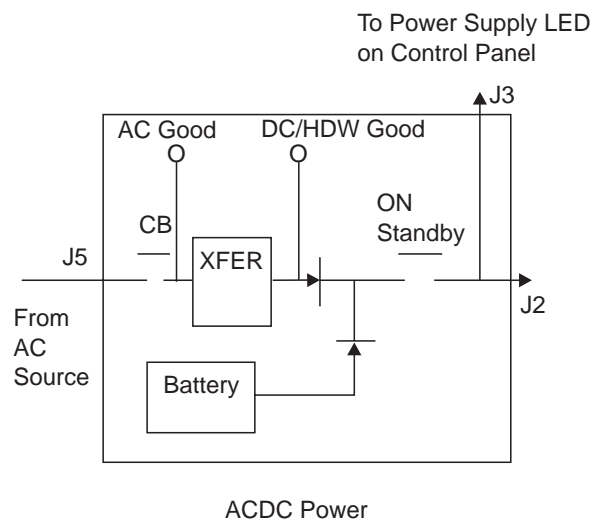 To Power Supply LED
on Control Panel
J3
AC Good
DC/HDW Good
ON
Standby
CB
J5
XFER
J2
From
AC
Source
Battery
ACDC Power